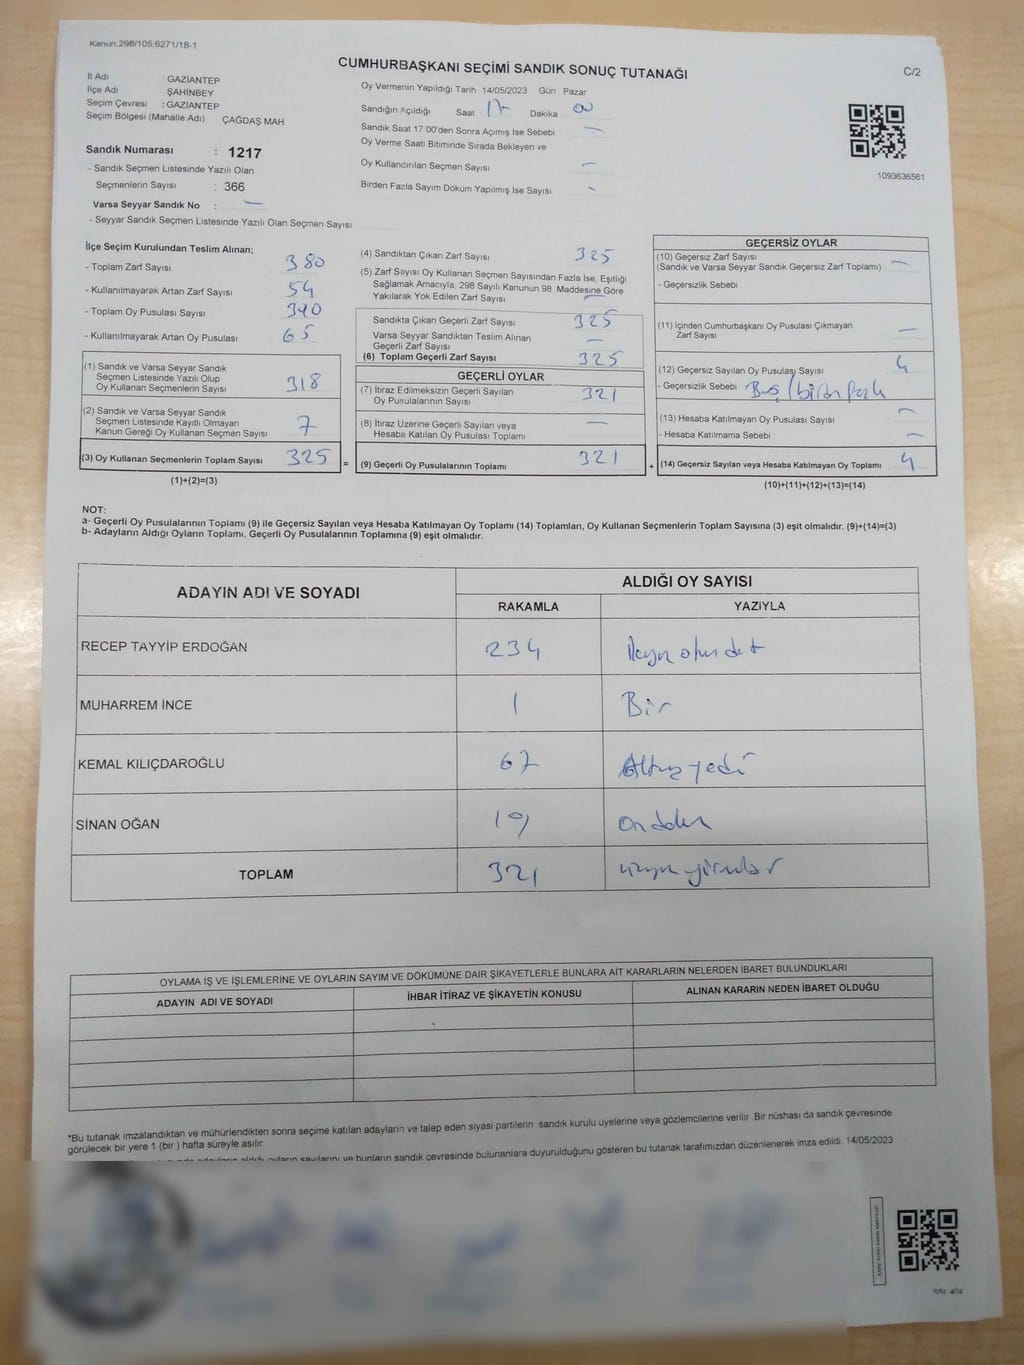 Kanun.298/105.6271/18-1
CUMHURBAŞKANI SEÇİMİ SANDIK SONUÇ TUTANAĞI
C/2
İl Adı : GAZİANTEP
İlçe Adı : ŞAHİNBEY
Seçim Çevresi : GAZİANTEP
Seçim Bölgesi (Mahalle Adı) ÇAĞDAŞ MAH
Sandık Numarası : 1217
- Sandık Seçmen Listesinde Yazılı Olan
Seçmenlerin Sayısı : 366
Varsa Seyyar Sandık No : —
- Seyyar Sandık Seçmen Listesinde Yazılı Olan Seçmen Sayısı
Oy Vermenin Yapıldığı Tarih 14/05/2023 Gün Pazar
Sandığın Açıldığı Saat 17 Dakika 00
Sandık Saat 17:00'den Sonra Açımış İse Sebebi —
Oy Verme Saati Bitiminde Sırada Bekleyen ve
Oy Kullandırılan Seçmen Sayısı —
Birden Fazla Sayım Döküm Yapılmış İse Sayısı -
1093636561
İlçe Seçim Kurulundan Teslim Alınan;
- Toplam Zarf Sayısı 380
- Kullanılmayarak Artan Zarf Sayısı 54
- Toplam Oy Pusulası Sayısı 340
- Kullanılmayarak Artan Oy Pusulası 65
(1) Sandık ve Varsa Seyyar Sandık
Seçmen Listesinde Yazılı Olup
Oy Kullanan Seçmenlerin Sayısı 318
(2) Sandık ve Varsa Seyyar Sandık
Seçmen Listesinde Kayıtlı Olmayan
Kanun Gereği Oy Kullanan Seçmen Sayısı 7
(3) Oy Kullanan Seçmenlerin Toplam Sayısı 325 =
(1)+(2)=(3)
(4) Sandıktan Çıkan Zarf Sayısı 325
(5) Zarf Sayısı Oy Kullanan Seçmen Sayısından Fazla İse, Eşitliği
Sağlamak Amacıyla, 298 Sayılı Kanunun 98 Maddesine Göre
Yakılarak Yok Edilen Zarf Sayısı —
Sandıkta Çıkan Geçerli Zarf Sayısı 325
Varsa Seyyar Sandıktan Teslim Alınan
Geçerli Zarf Sayısı —
(6) Toplam Geçerli Zarf Sayısı 325
GEÇERLİ OYLAR
(7) İtiraz Edilmeksizin Geçerli Sayılan
Oy Pusulalarının Sayısı 321
(8) İtiraz Üzerine Geçerli Sayılan veya
Hesaba Katılan Oy Pusulası Toplamı —
(9) Geçerli Oy Pusulalarının Toplamı 321 +
GEÇERSİZ OYLAR
(10) Geçersiz Zarf Sayısı
(Sandık ve Varsa Seyyar Sandık Geçersiz Zarf Toplamı) —
- Geçersizlik Sebebi
(11) İçinden Cumhurbaşkanı Oy Pusulası Çıkmayan
Zarf Sayısı —
(12) Geçersiz Sayılan Oy Pusulası Sayısı 4
- Geçersizlik Sebebi Boş/birden fazla
(13) Hesaba Katılmayan Oy Pusulası Sayısı —
- Hesaba Katılmama Sebebi —
(14) Geçersiz Sayılan veya Hesaba Katılmayan Oy Toplamı 4
(10)+(11)+(12)+(13)=(14)
NOT:
a- Geçerli Oy Pusulalarının Toplamı (9) ile Geçersiz Sayılan veya Hesaba Katılmayan Oy Toplamı (14) Toplamları, Oy Kullanan Seçmenlerin Toplam Sayısına (3) eşit olmalıdır. (9)+(14)=(3)
b- Adayların Aldığı Oyların Toplamı, Geçerli Oy Pusulalarının Toplamına (9) eşit olmalıdır.
ADAYIN ADI VE SOYADI ALDIĞI OY SAYISI
RAKAMLA YAZIYLA
RECEP TAYYİP ERDOĞAN 234
MUHARREM İNCE 1 Bir
KEMAL KILIÇDAROĞLU 67 Altmış yedi
SİNAN OĞAN 19 On dokuz
TOPLAM 321 üçyüz yirmibir
OYLAMA İŞ VE İŞLEMLERİNE VE OYLARIN SAYIM VE DÖKÜMÜNE DAİR ŞİKAYETLERLE BUNLARA AİT KARARLARIN NELERDEN İBARET BULUNDUKLARI
ADAYIN ADI VE SOYADI İHBAR İTİRAZ VE ŞİKAYETİN KONUSU ALINAN KARARIN NEDEN İBARET OLDUĞU
*Bu tutanak imzalandıktan ve mühürlendikten sonra seçime katılan adayların ve talep eden siyasi partilerin sandık kurulu üyelerine veya gözlemcilerine verilir. Bir nüshası da sandık çevresinde
görülecek bir yere 1 (bir ) hafta süreyle asılır.
adayların aldığı oyların sayılarını ve bunların sandık çevresinde bulunanlara duyurulduğunu gösteren bu tutanak tarafımızdan düzenlenerek imza edildi. 14/05/2023